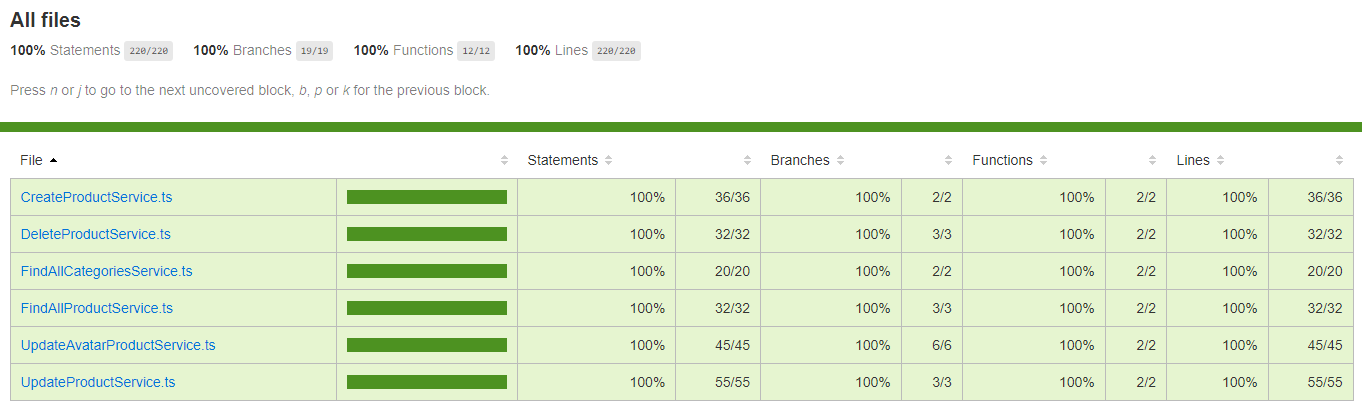 All files
100% Statements 220/220 100% Branches 19/19 100% Functions 12/12 100% Lines 220/220
Press n or j to go to the next uncovered block, b, p or k for the previous block.
File Statements Branches Functions Lines
CreateProductService.ts 100% 36/36 100% 2/2 100% 2/2 100% 36/36
DeleteProductService.ts 100% 32/32 100% 3/3 100% 2/2 100% 32/32
FindAllCategoriesService.ts 100% 20/20 100% 2/2 100% 2/2 100% 20/20
FindAllProductService.ts 100% 32/32 100% 3/3 100% 2/2 100% 32/32
UpdateAvatarProductService.ts 100% 45/45 100% 6/6 100% 2/2 100% 45/45
UpdateProductService.ts 100% 55/55 100% 3/3 100% 2/2 100% 55/55